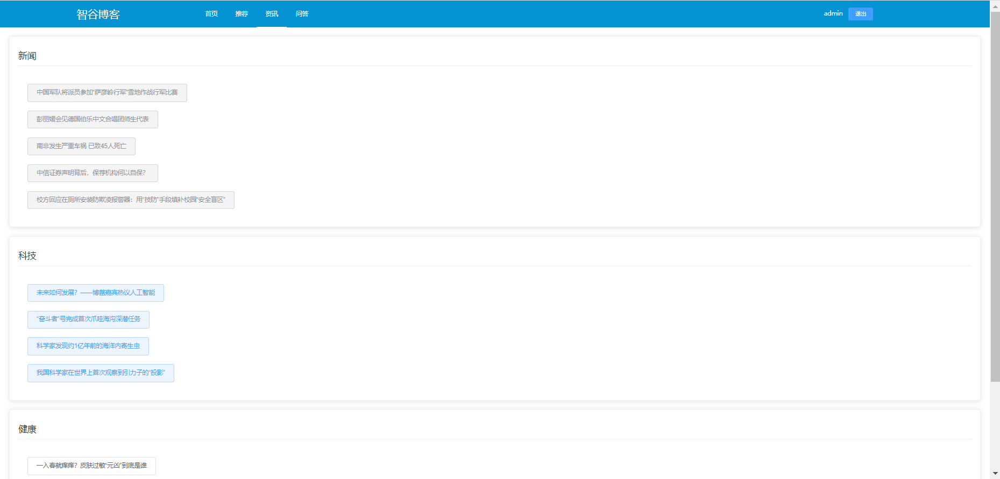 智谷博客 首页 推荐 资讯 问答 admin 退出
新闻
中国军队将派员参加“萨彦岭行军”雪地作战行军比赛
彭丽媛会见德国伯乐中文合唱团师生代表
南非发生严重车祸 已致45人死亡
中信证券声明背后，保荐机构何以自保？
校方回应在厕所安装防欺凌报警器：用“技防”手段填补校园“安全盲区”
科技
未来如何发展？——博鳌嘉宾热议人工智能
“奋斗者”号完成首次爪哇海沟深潜任务
科学家发现约1亿年前的海洋内寄生虫
我国科学家在世界上首次观察到引力子的“投影”
健康
一入春就痒痒？皮肤过敏“元凶”到底是谁